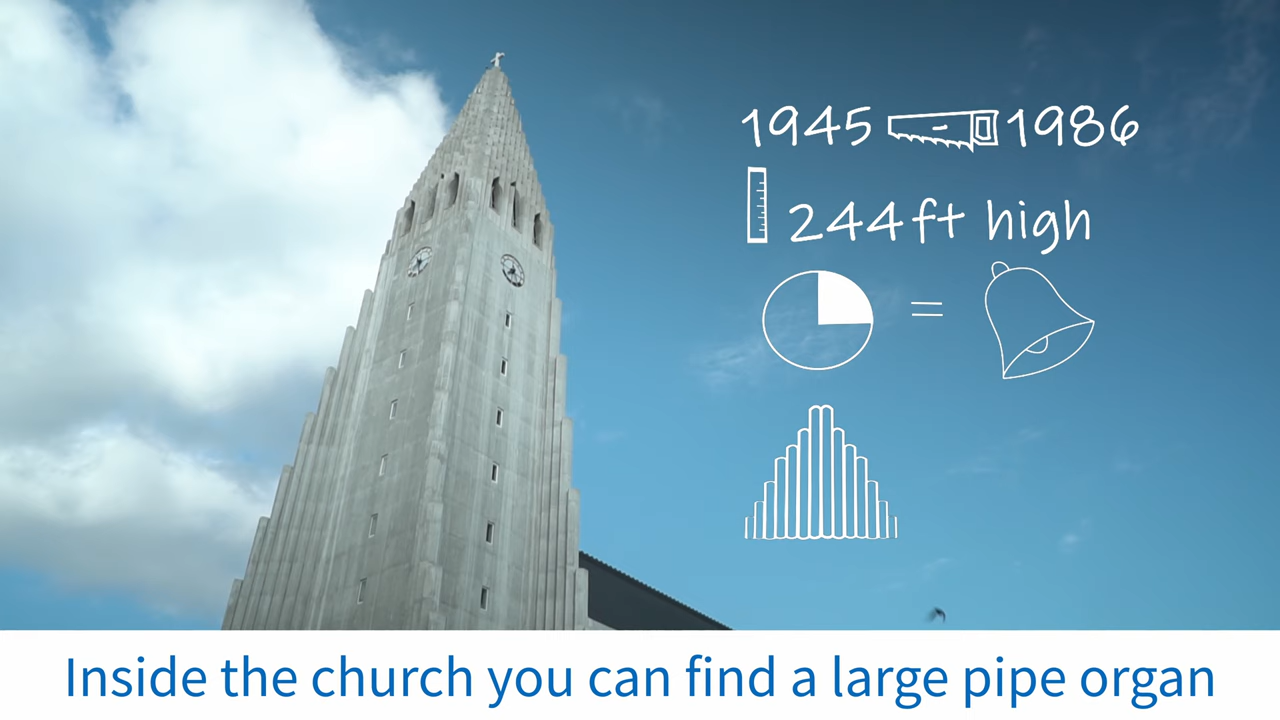 1945 1986
244ft high
=
Inside the church you can find a large pipe organ